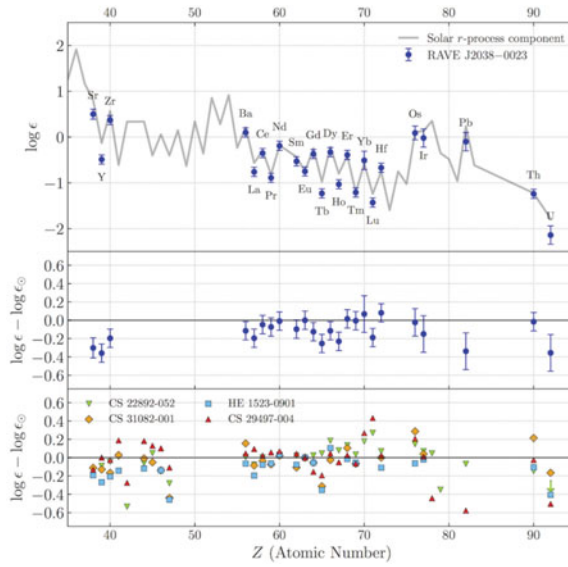 40 50 60 70 80 90
Solar r-process component
RAVE J2038−0023
log ϵ
2
1
0
−1
−2
Sr
Zr
Y
Ba
Ce
Nd
La
Pr
Sm
Gd
Dy
Er
Yb
Hf
Eu
Tb
Ho
Tm
Lu
Os
Ir
Pb
Th
U
log ϵ − log ϵ⊙
0.6
0.4
0.2
0.0
−0.2
−0.4
−0.6
log ϵ − log ϵ⊙
0.6
0.4
0.2
0.0
−0.2
−0.4
−0.6
CS 22892-052
HE 1523-0901
CS 31082-001
CS 29497-004
40 50 60 70 80 90
Z (Atomic Number)